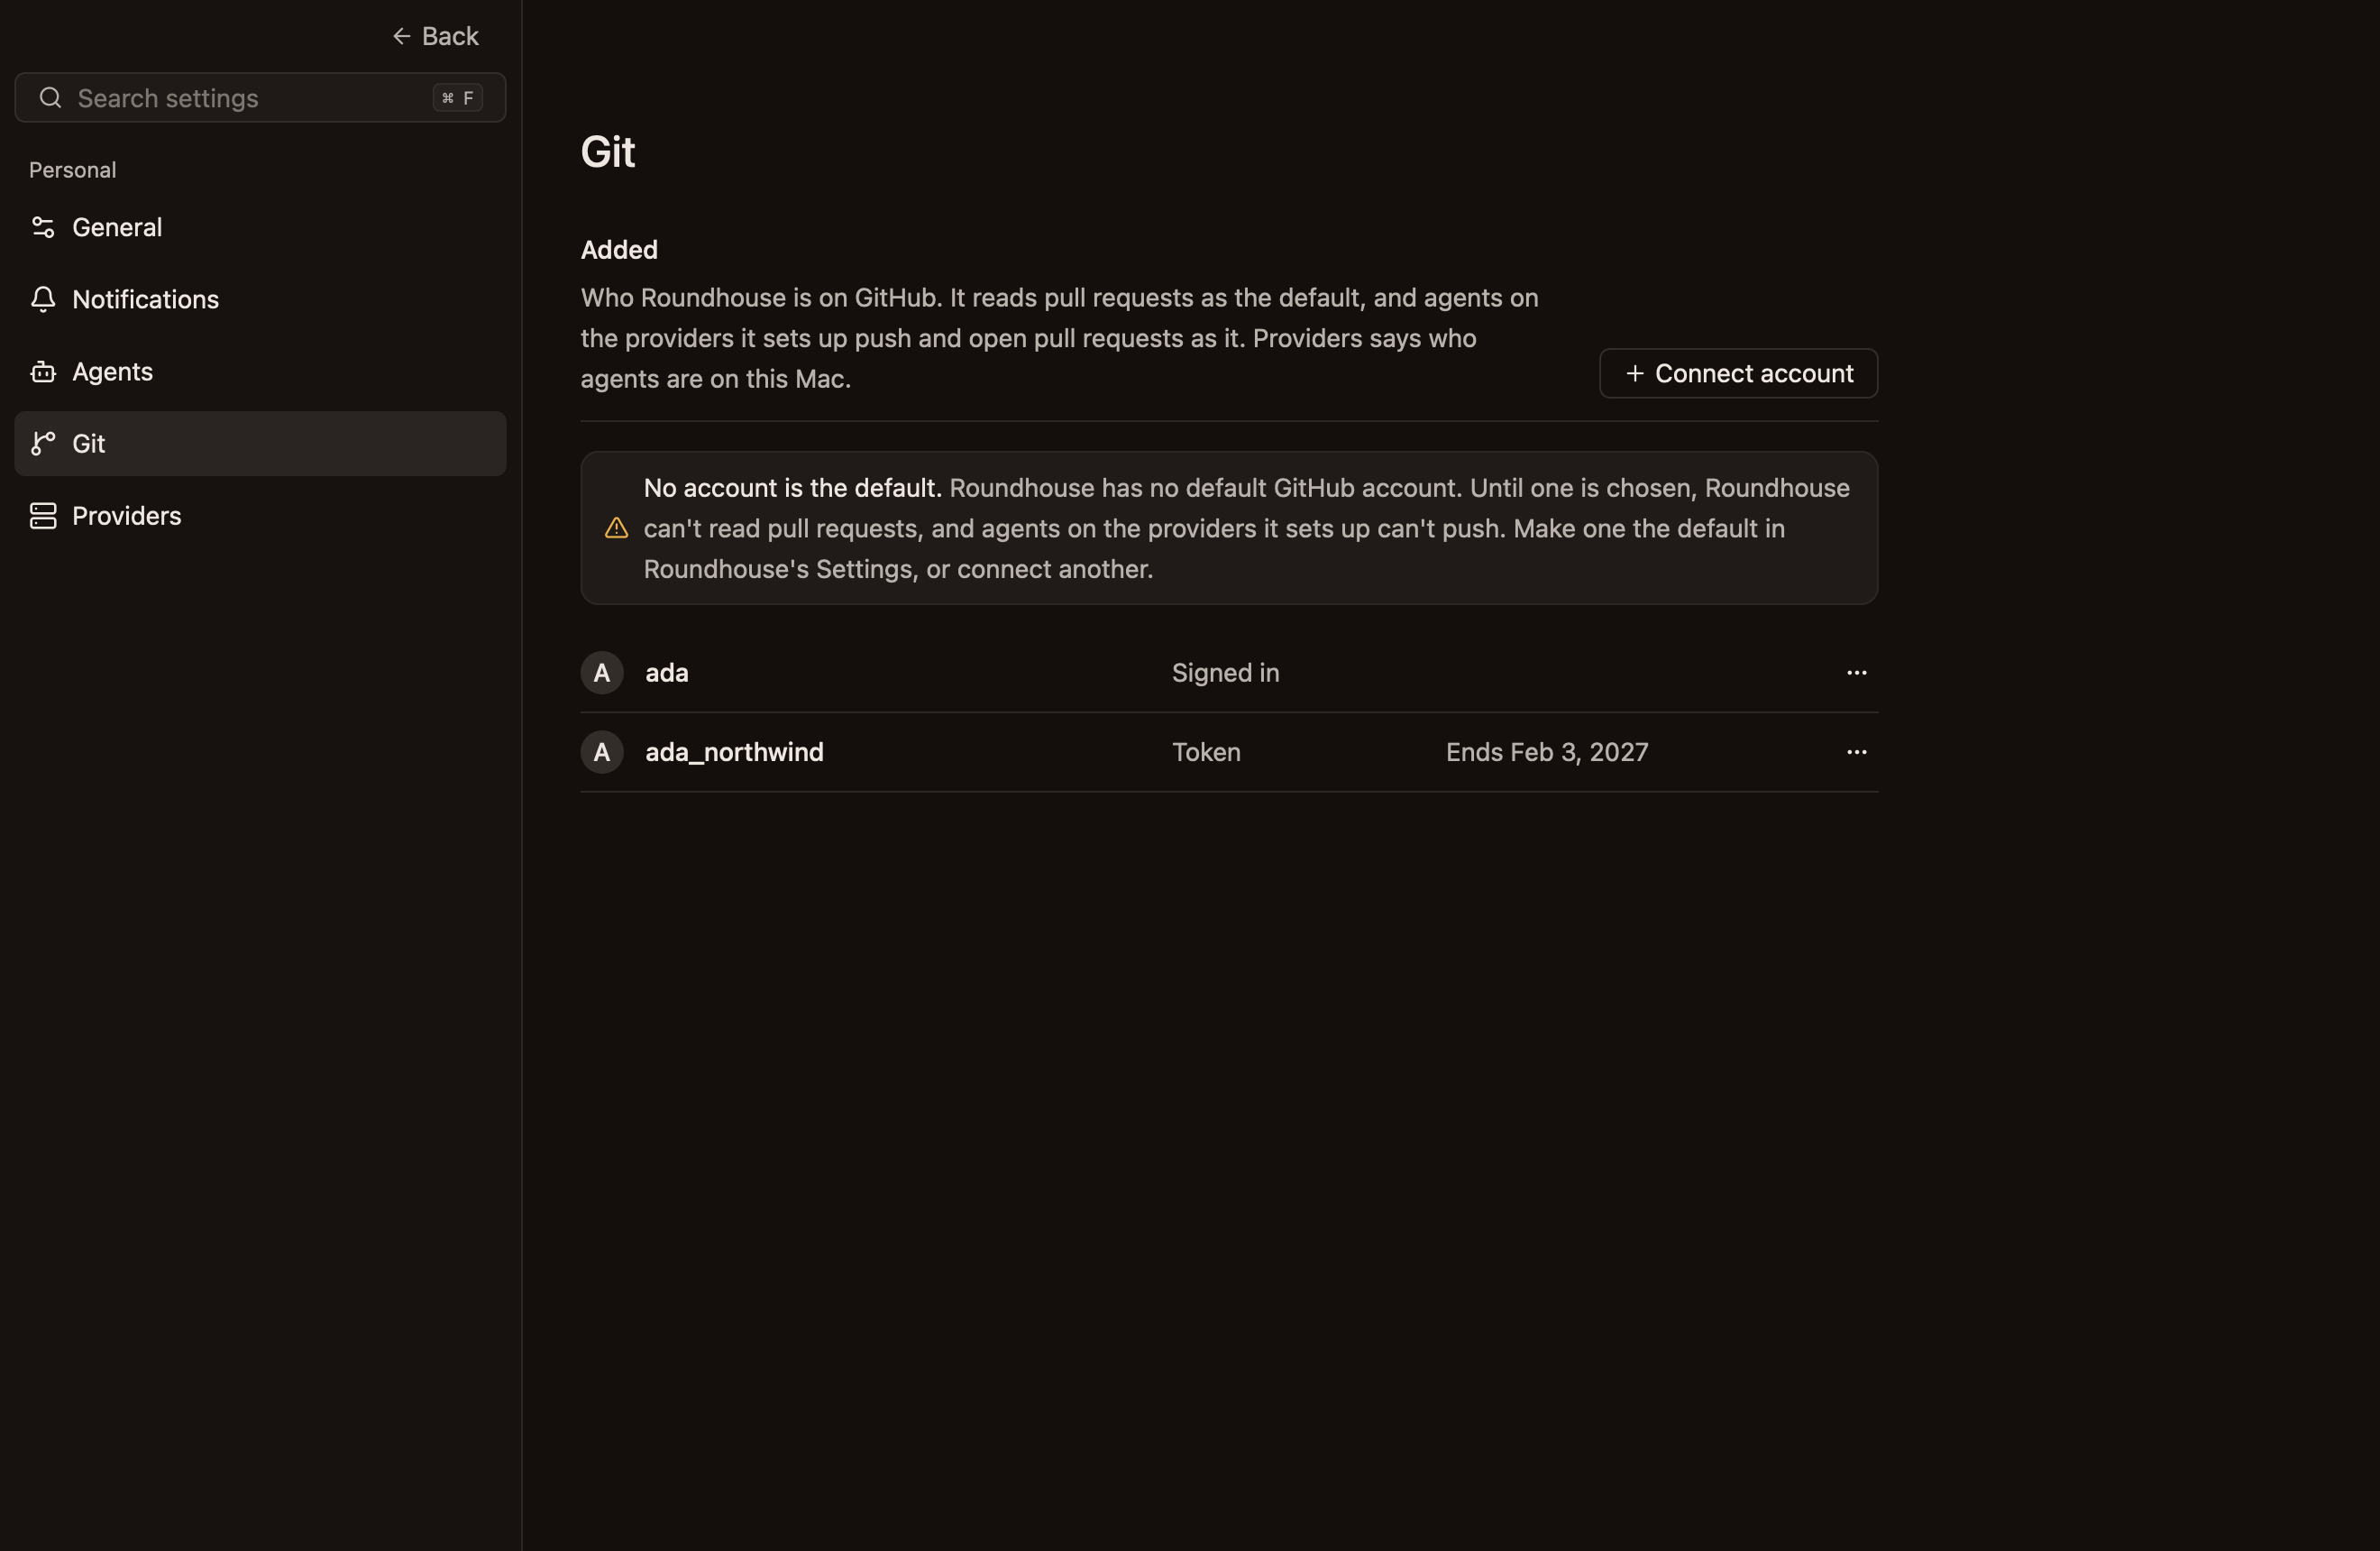 Back
Search settings
⌘ F
Personal
General
Notifications
Agents
Git
Providers
Git
Added
Who Roundhouse is on GitHub. It reads pull requests as the default, and agents on
the providers it sets up push and open pull requests as it. Providers says who
agents are on this Mac.
+ Connect account
No account is the default. Roundhouse has no default GitHub account. Until one is chosen, Roundhouse
can't read pull requests, and agents on the providers it sets up can't push. Make one the default in
Roundhouse's Settings, or connect another.
A ada Signed in
A ada_northwind Token Ends Feb 3, 2027